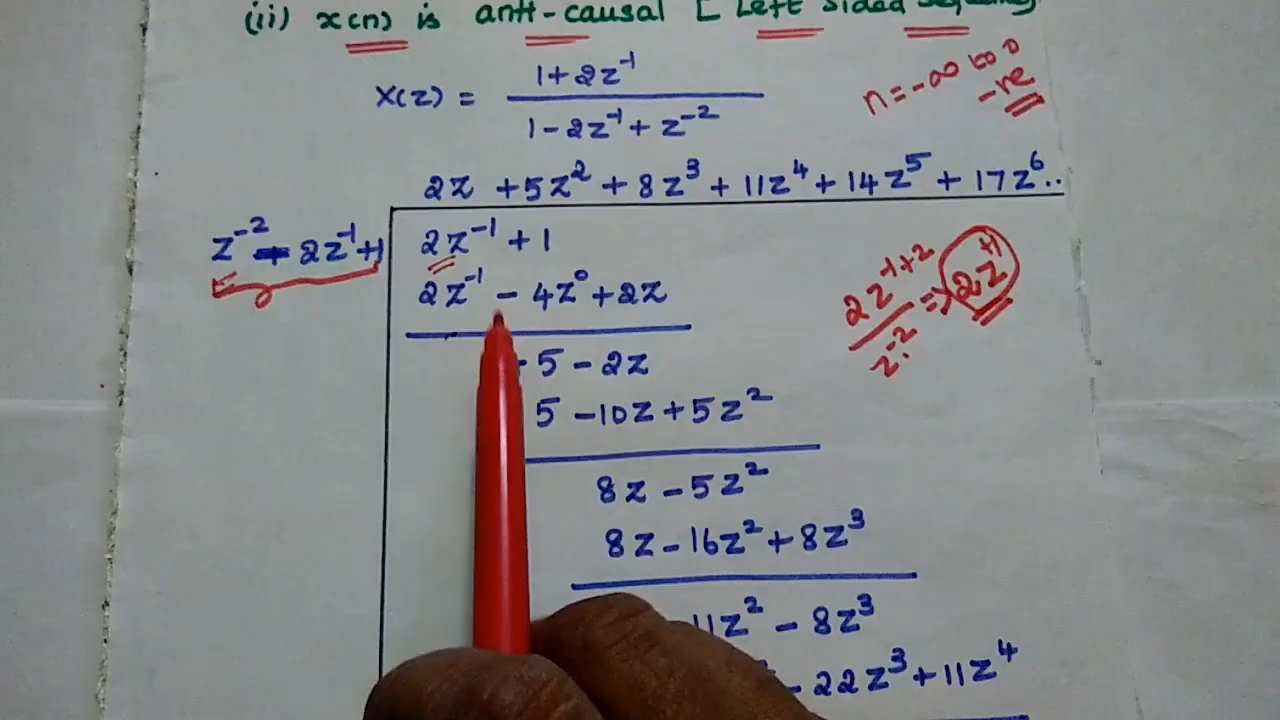 (ii) x(n) is anti-causal [ Left sided sequence
X(z) = 1+2z⁻¹ / 1-2z⁻¹+z⁻²
n=-∞ to 0
-ve
2z +5z²+8z³+11z⁴+14z⁵+17z⁶..
z⁻²-2z⁻¹+1
2z⁻¹+1
2z⁻¹-4z⁰+2z
2z⁻¹⁺² / z⁻² => 2z⁺¹
5-2z
5-10z+5z²
8z-5z²
8z-16z²+8z³
11z²-8z³
-22z³+11z⁴